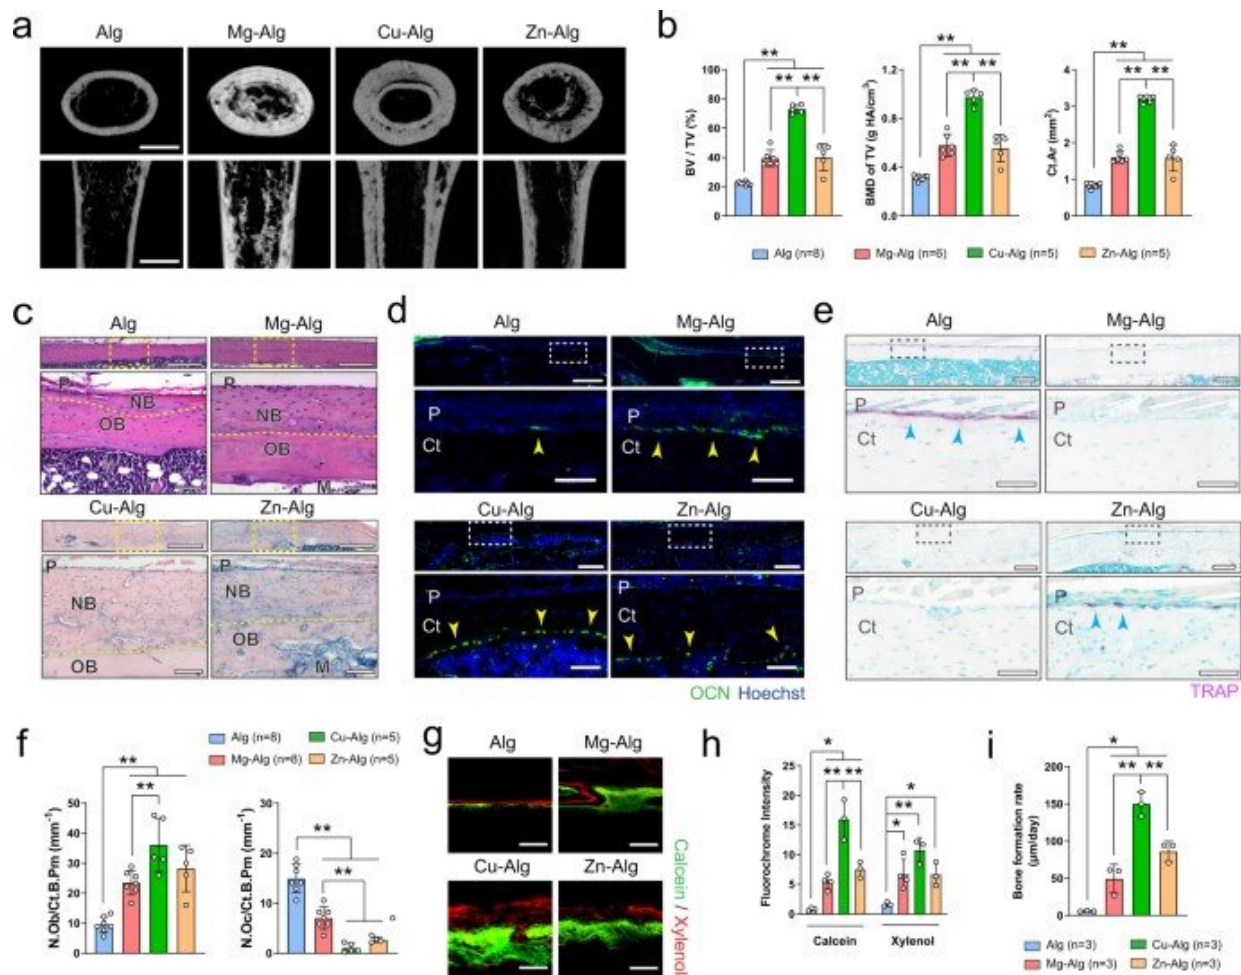 a
Alg Mg-Alg Cu-Alg Zn-Alg
b
**
** **
BV / TV (%)
100
80
60
40
20
0
**
** **
BMD of TV (g HA/cm³)
1.2
0.9
0.6
0.3
0.0
**
** **
Ct.Ar (mm²)
4
3
2
1
0
Alg (n=8) Mg-Alg (n=6) Cu-Alg (n=5) Zn-Alg (n=5)
c
Alg Mg-Alg
P
NB
OB
P
NB
OB
M
Cu-Alg Zn-Alg
P
NB
OB
P
NB
OB
M
d
Alg Mg-Alg
P
Ct
P
Ct
Cu-Alg Zn-Alg
P
Ct
P
Ct
OCN Hoechst
e
Alg Mg-Alg
P
Ct
P
Ct
Cu-Alg Zn-Alg
P
Ct
P
Ct
TRAP
f
Alg (n=8) Cu-Alg (n=5)
Mg-Alg (n=8) Zn-Alg (n=5)
**
**
N.Ob/Ct.B.Pm (mm⁻¹)
60
40
20
0
**
**
N.Oc/Ct.B.Pm (mm⁻¹)
30
20
10
0
g
Alg Mg-Alg
Cu-Alg Zn-Alg
Calcein / Xylenol
h
*
** **
*
**
*
Fluorochrome Intensity
25
20
15
10
5
0
Calcein Xylenol
i
*
** **
Bone formation rate
(μm/day)
200
150
100
50
0
Alg (n=3) Cu-Alg (n=3)
Mg-Alg (n=3) Zn-Alg (n=3)